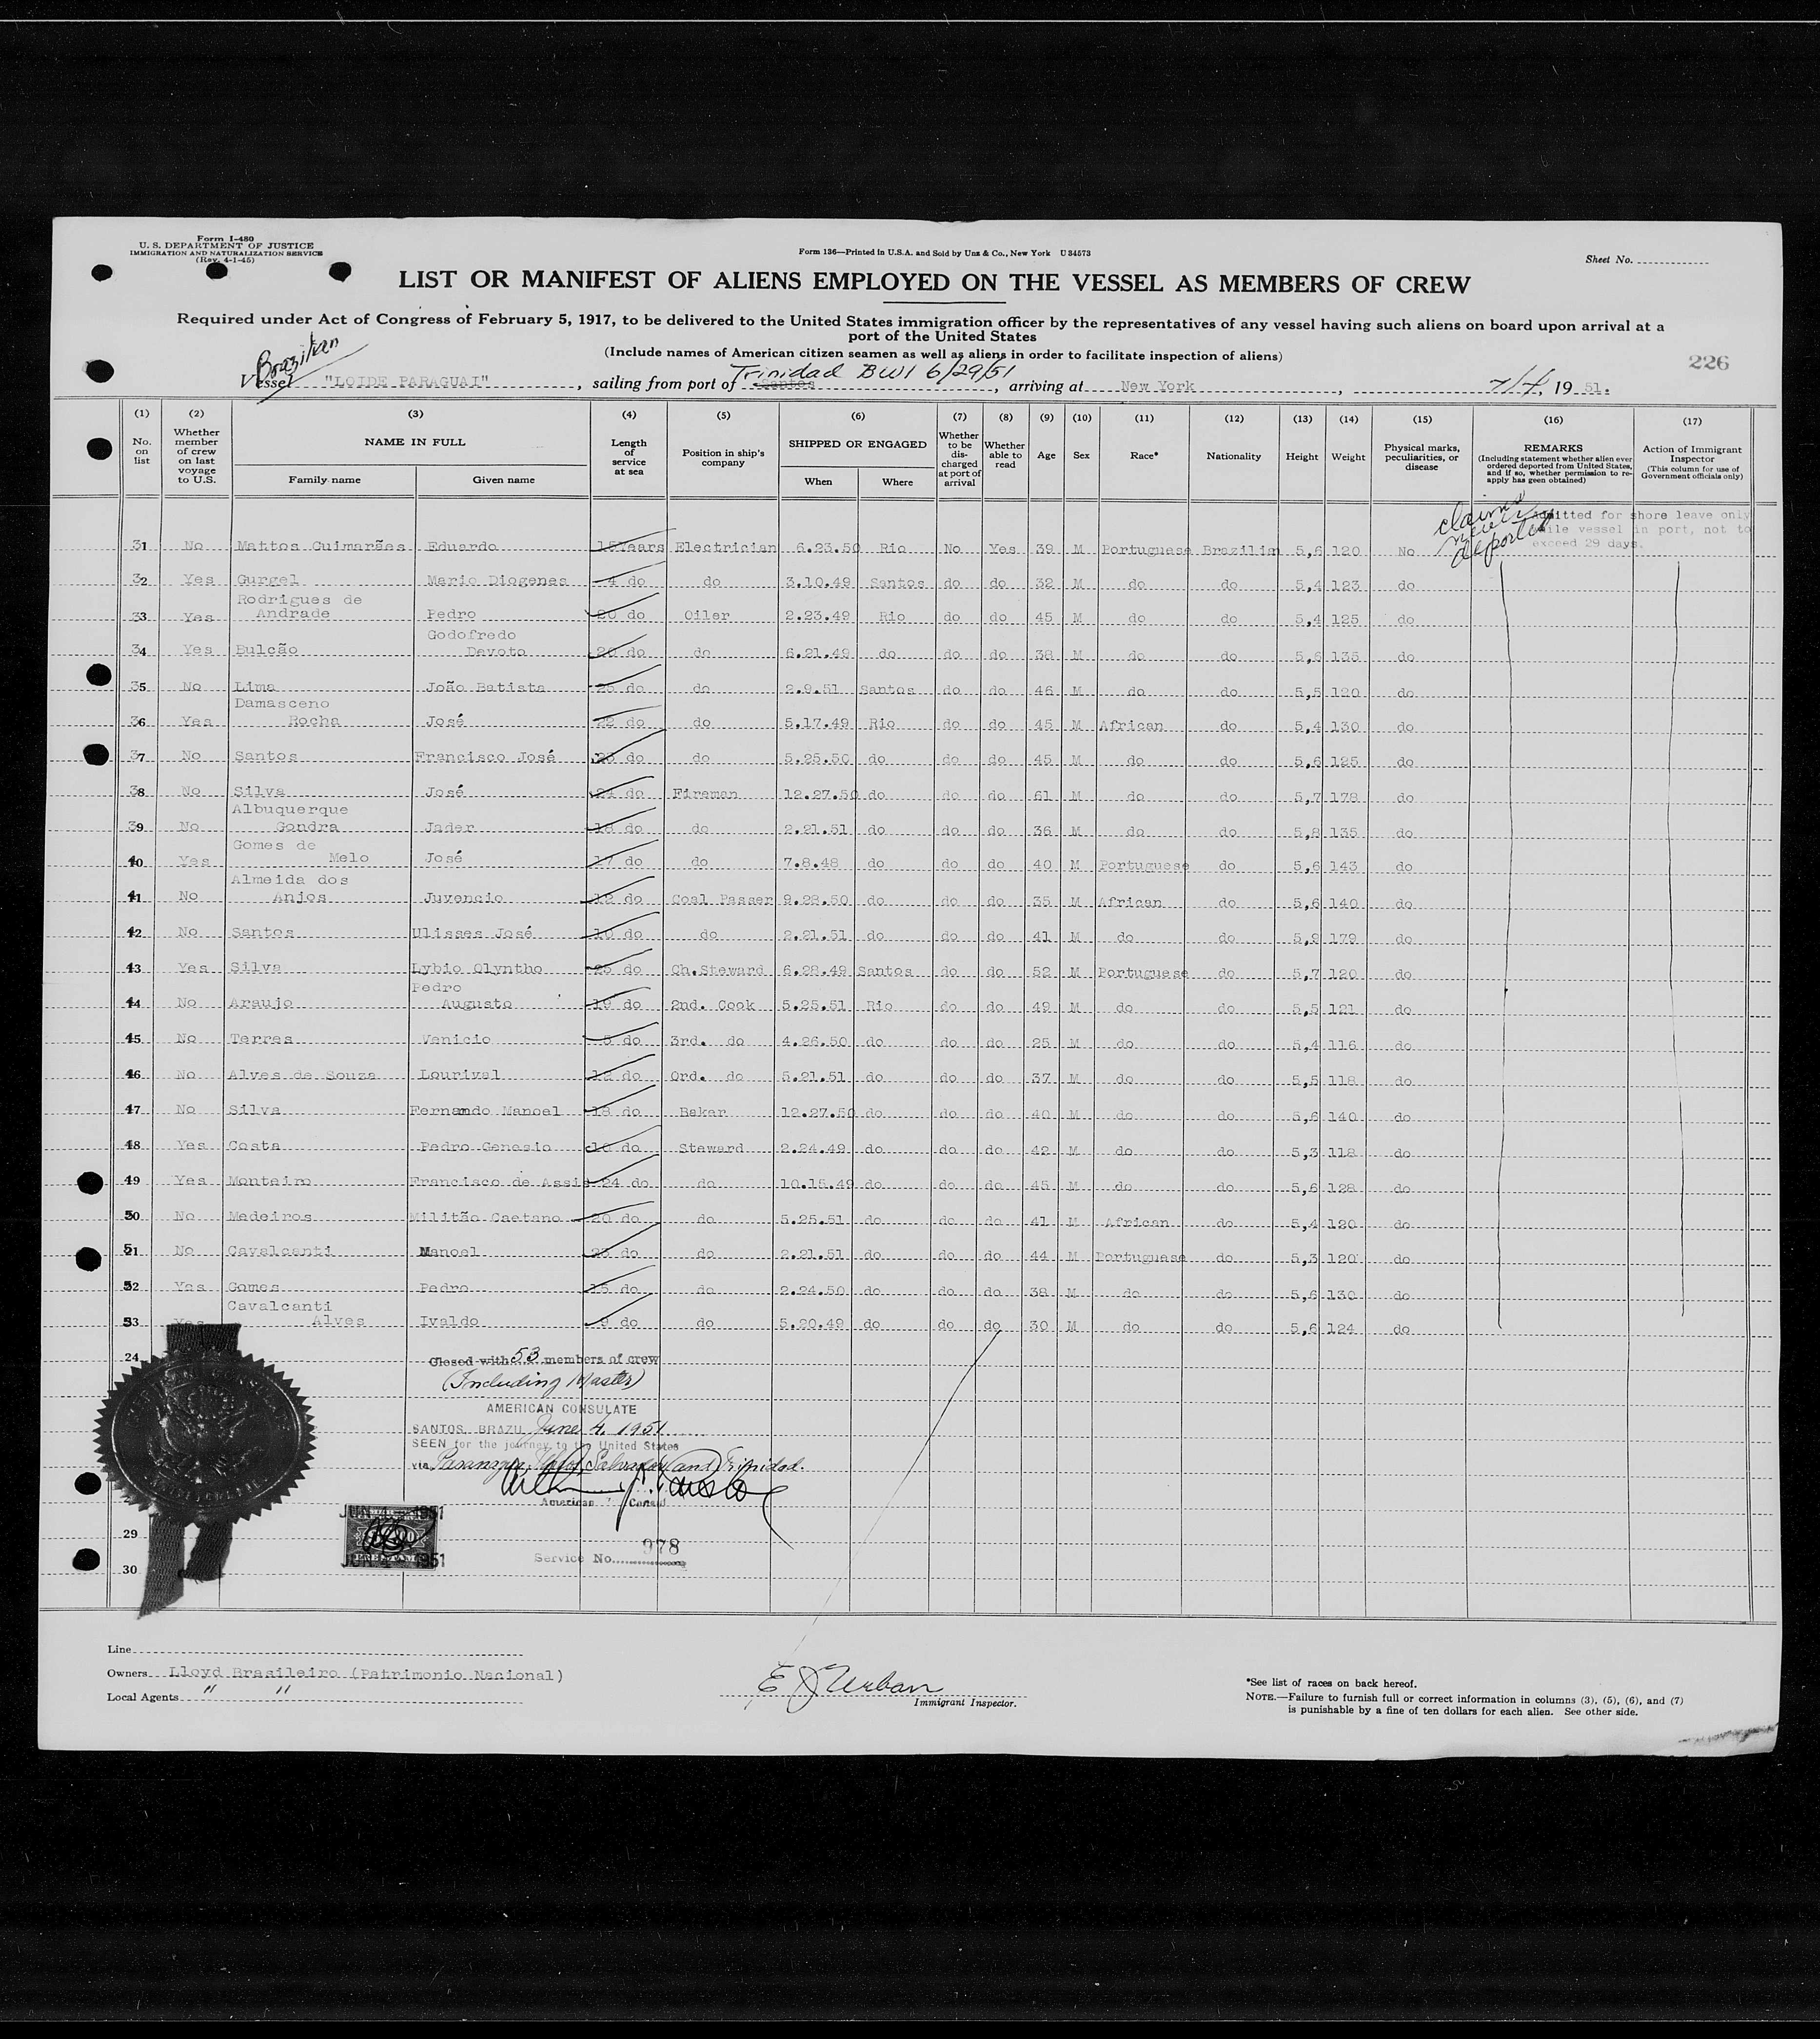 Form I-480
U. S. DEPARTMENT OF JUSTICE
IMMIGRATION AND NATURALIZATION SERVICE
(Rev. 4-1-45)
Form 136—Printed in U.S.A. and Sold by Unz & Co., New York U 34573
Sheet No.
LIST OR MANIFEST OF ALIENS EMPLOYED ON THE VESSEL AS MEMBERS OF CREW
Required under Act of Congress of February 5, 1917, to be delivered to the United States immigration officer by the representatives of any vessel having such aliens on board upon arrival at a
port of the United States
(Include names of American citizen seamen as well as aliens in order to facilitate inspection of aliens)
226
Brazilian
Trinidad BWI 6/29/51
Vessel "LOIDE PARAGUAI" , sailing from port of Santos , arriving at New York , 7/4, 19 51.
(1) (2) (3) (4) (5) (6) (7) (8) (9) (10) (11) (12) (13) (14) (15) (16) (17)
No. on list
Whether member of crew on last voyage to U.S.
NAME IN FULL
Family name
Given name
Length of service at sea
Position in ship's company
SHIPPED OR ENGAGED
When
Where
Whether to be discharged at port of arrival
Whether able to read
Age
Sex
Race*
Nationality
Height
Weight
Physical marks, peculiarities, or disease
REMARKS
(Including statement whether alien ever ordered deported from United States, and if so, whether permission to re-apply has geen obtained)
Action of Immigrant Inspector
(This column for use of Government officials only)
claims never deported
Admitted for shore leave only
while vessel in port, not to
exceed 29 days.
31 No Mattos Guimarães Eduardo 15Years Electrician 6.23.50 Rio No Yes 39 M Portuguese Brazilian 5,6 120 No
32 Yes Gurgel Mario Diogenes 4 do do 3.10.49 Santos do do 32 M do do 5,4 123 do
33 Yes Rodrigues de Andrade Pedro 20 do Oiler 2.23.49 Rio do do 45 M do do 5,4 125 do
34 Yes Bulcão Godofredo Devoto 20 do do 6.21.49 do do do 38 M do do 5,6 135 do
35 No Lima João Batista 25 do do 2.9.51 Santos do do 46 M do do 5,5 120 do
36 Yes Damasceno Rocha José 22 do do 5.17.49 Rio do do 45 M African do 5,4 130 do
37 No Santos Francisco José 23 do do 5.25.50 do do do 45 M do do 5,6 125 do
38 No Silva José 24 do Fireman 12.27.50 do do do 61 M do do 5,7 178 do
39 No Albuquerque Gondra Jader 18 do do 2.21.51 do do do 36 M do do 5,8 135 do
40 Yes Gomes de Melo José 17 do do 7.8.48 do do do 40 M Portuguese do 5,6 143 do
41 No Almeida dos Anjos Juvencio 12 do Coal Passer 9.28.50 do do do 35 M African do 5,6 140 do
42 No Santos Ulisses José 10 do do 2.21.51 do do do 41 M do do 5,9 179 do
43 Yes Silva Lybio Olyntho 25 do Ch.Steward 6.28.49 Santos do do 52 M Portuguese do 5,7 120 do
44 No Araujo Pedro Augusto 19 do 2nd. Cook 5.25.51 Rio do do 49 M do do 5,5 121 do
45 No Terres Venicio 5 do 3rd. do 4.26.50 do do do 25 M do do 5,4 116 do
46 No Alves de Souza Lourival 12 do Ord. do 5.21.51 do do do 37 M do do 5,5 118 do
47 No Silva Fernando Manoel 18 do Baker 12.27.50 do do do 40 M do do 5,6 140 do
48 Yes Costa Pedro Genesio 10 do Steward 2.24.49 do do do 42 M do do 5,3 118 do
49 Yes Monteiro Francisco de Assis 24 do do 10.15.49 do do do 45 M do do 5,6 128 do
50 No Medeiros Militão Caetano 20 do do 5.25.51 do do do 41 M African do 5,4 120 do
51 No Cavalcanti Manoel 23 do do 2.21.51 do do do 44 M Portuguese do 5,3 120 do
52 Yes Gomes Pedro 15 do do 2.24.50 do do do 38 M do do 5,6 130 do
53 Yes Cavalcanti Alves Ivaldo 9 do do 5.20.49 do do do 30 M do do 5,6 124 do
24
Closed with 53 members of crew
(Including Master)
AMERICAN CONSULATE
SANTOS, BRAZIL June 4, 1951
SEEN for the journey to the United States
via Salvador and Trinidad.
American Consul
JUN 4 1951
29
JUN 4 1951
Service No. 978
30
Line
Owners Lloyd Brasileiro (Patrimonio Nacional)
Local Agents " "
E J Urban
Immigrant Inspector.
*See list of races on back hereof.
NOTE.—Failure to furnish full or correct information in columns (3), (5), (6), and (7)
is punishable by a fine of ten dollars for each alien. See other side.